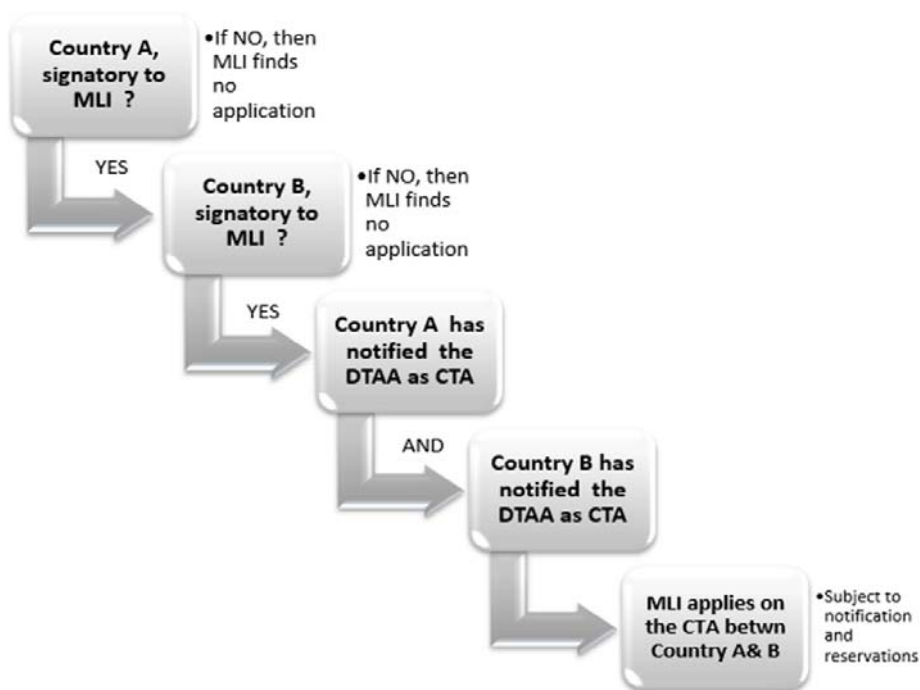 Country A,
signatory to
MLI ?
•If NO, then
MLI finds
no
application
YES
Country B,
signatory to
MLI ?
•If NO, then
MLI finds
no
application
YES
Country A has
notified the
DTAA as CTA
AND
Country B has
notified the
DTAA as CTA
MLI applies on
the CTA betwn
Country A& B
•Subject to
notification
and
reservations